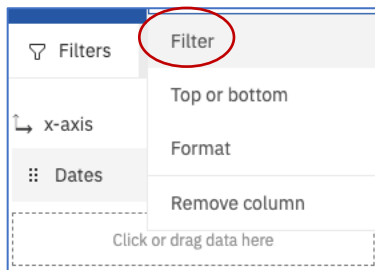 Filters
x-axis
Dates
Filter
Top or bottom
Format
Remove column
Click or drag data here